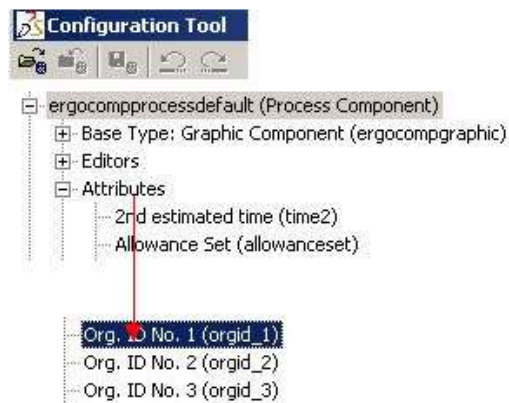 Configuration Tool
ergocompprocessdefault (Process Component)
Base Type: Graphic Component (ergocompgraphic)
Editors
Attributes
2nd estimated time (time2)
Allowance Set (allowanceset)
Org. ID No. 1 (orgid_1)
Org. ID No. 2 (orgid_2)
Org. ID No. 3 (orgid_3)